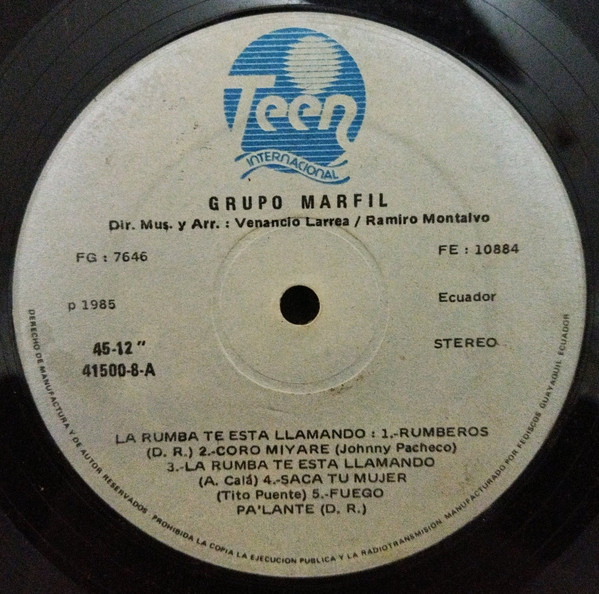 Teen
INTERNACIONAL
GRUPO MARFIL
Dir. Mus. y Arr. : Venancio Larrea / Ramiro Montalvo
FG : 7646
FE : 10884
p 1985
Ecuador
45-12 "
STEREO
41500-8-A
LA RUMBA TE ESTA LLAMANDO : 1.-RUMBEROS
(D. R.) 2.-CORO MIYARE (Johnny Pacheco)
3.-LA RUMBA TE ESTA LLAMANDO
(A. Calá) 4.-SACA TU MUJER
(Tito Puente) 5.-FUEGO
PA'LANTE (D. R.)
DERECHO DE MANUFACTURA Y DE AUTOR RESERVADOS PROHIBIDA LA COPIA LA EJECUCION PUBLICA Y LA RADIOTRANSMISION. MANUFACTURADO POR FEDISCOS GUAYAQUIL ECUADOR